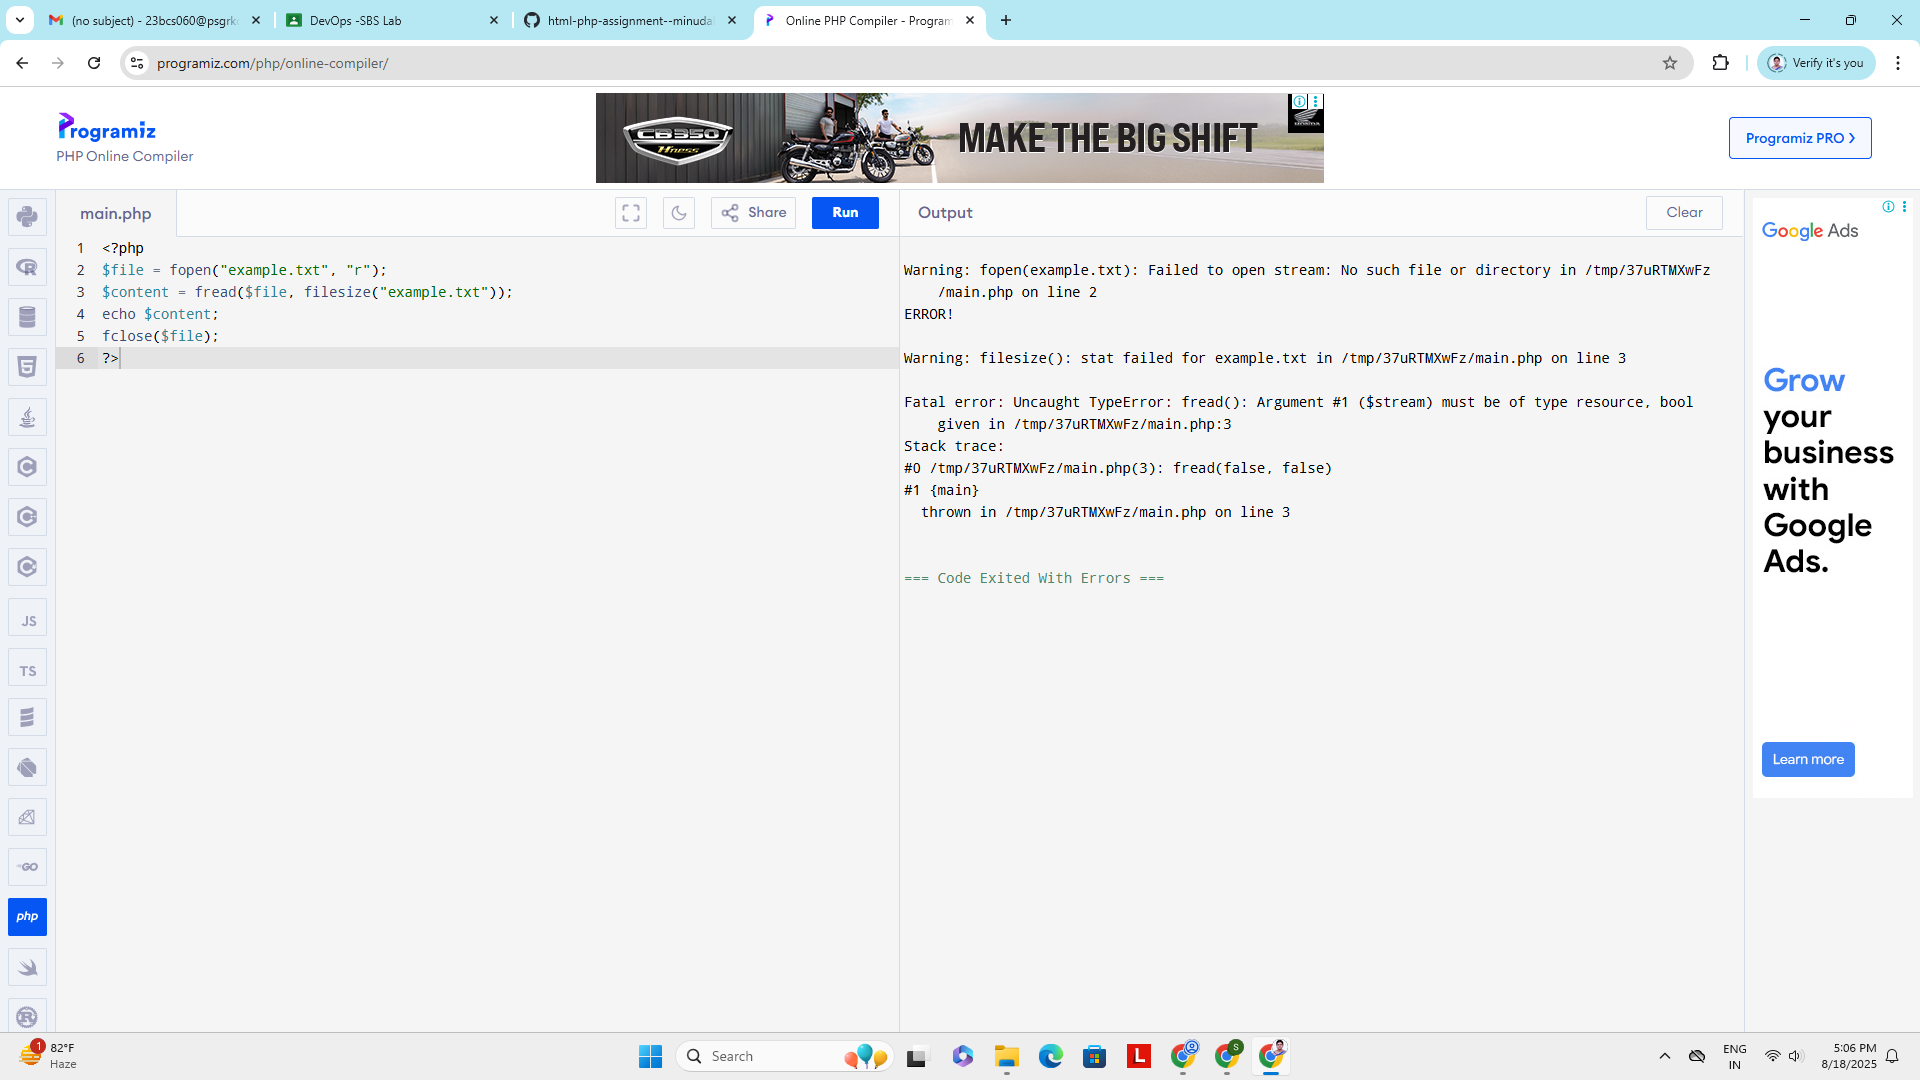 (no subject) - 23bcs060@psgrkc
DevOps -SBS Lab
html-php-assignment--minudal
Online PHP Compiler - Program
programiz.com/php/online-compiler/
Verify it's you
Programiz
PHP Online Compiler
CB350
H'ness
MAKE THE BIG SHIFT
HONDA
Programiz PRO >
main.php
Share
Run
Output
Clear
1 <?php
2 $file = fopen("example.txt", "r");
3 $content = fread($file, filesize("example.txt"));
4 echo $content;
5 fclose($file);
6 ?>
Warning: fopen(example.txt): Failed to open stream: No such file or directory in /tmp/37uRTMXwFz
/main.php on line 2
ERROR!
Warning: filesize(): stat failed for example.txt in /tmp/37uRTMXwFz/main.php on line 3
Fatal error: Uncaught TypeError: fread(): Argument #1 ($stream) must be of type resource, bool
given in /tmp/37uRTMXwFz/main.php:3
Stack trace:
#0 /tmp/37uRTMXwFz/main.php(3): fread(false, false)
#1 {main}
thrown in /tmp/37uRTMXwFz/main.php on line 3
=== Code Exited With Errors ===
Google Ads
Grow
your
business
with
Google
Ads.
Learn more
JS
TS
GO
php
1
82°F
Haze
Search
L
S
ENG
IN
5:06 PM
8/18/2025